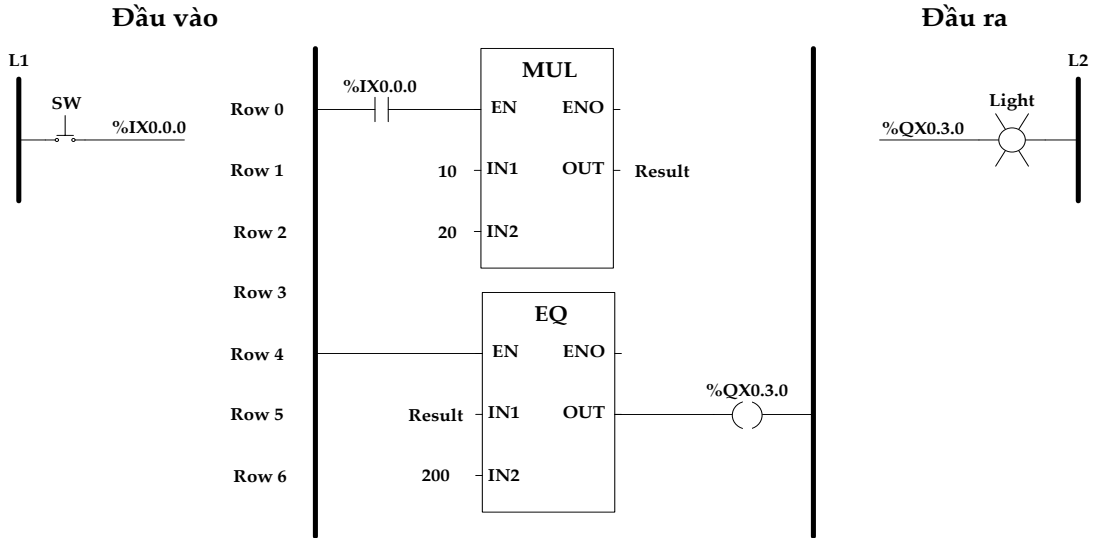 Đầu vào
Đầu ra
L1
L2
SW
%IX0.0.0
%IX0.0.0
Light
%QX0.3.0
MUL
Row 0
EN ENO
Row 1
10 IN1 OUT Result
Row 2
20 IN2
Row 3
EQ
Row 4
EN ENO
%QX0.3.0
Row 5
Result IN1 OUT
Row 6
200 IN2